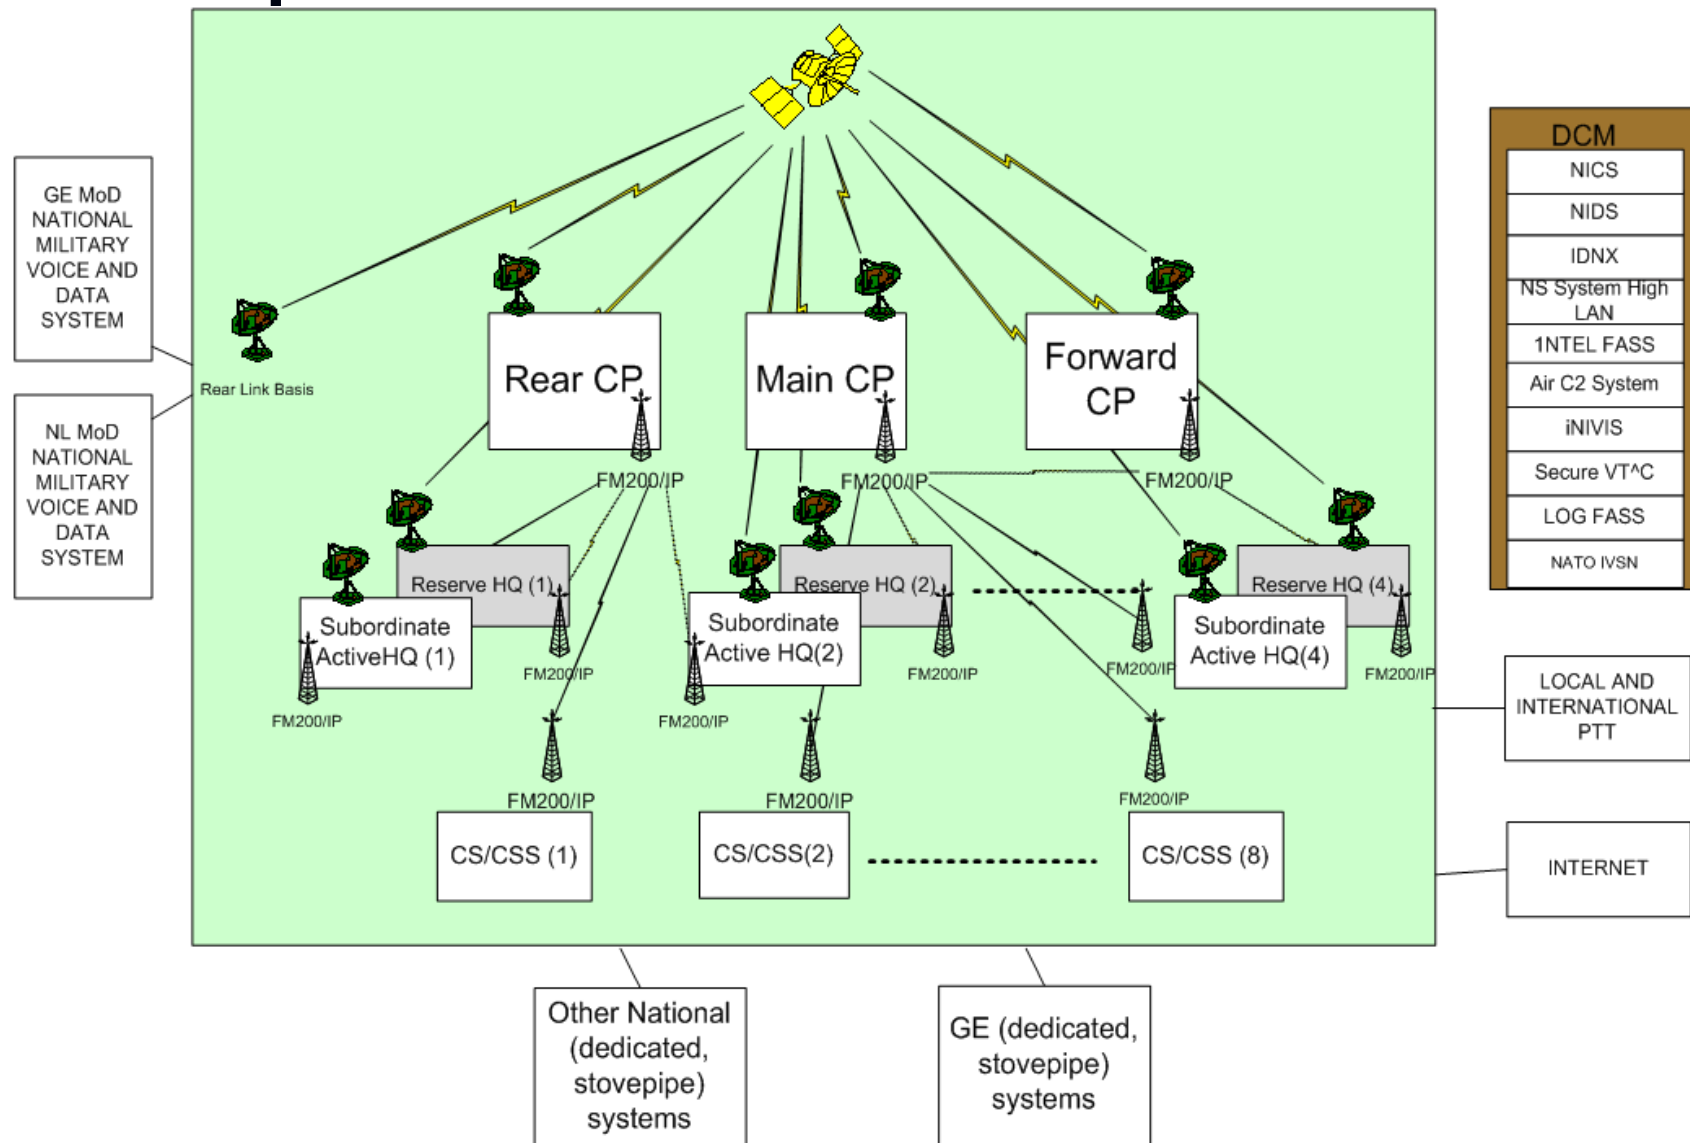 GE MoD
NATIONAL
MILITARY
VOICE AND
DATA
SYSTEM
NL MoD
NATIONAL
MILITARY
VOICE AND
DATA
SYSTEM
Rear Link Basis
Rear CP
Main CP
Forward
CP
FM200/IP
FM200/IP
FM200/IP
Reserve HQ (1)
Reserve HQ (2)
Reserve HQ (4)
Subordinate
ActiveHQ (1)
Subordinate
Active HQ(2)
Subordinate
Active HQ(4)
FM200/IP
FM200/IP
FM200/IP
FM200/IP
FM200/IP
FM200/IP
FM200/IP
FM200/IP
FM200/IP
CS/CSS (1)
CS/CSS(2)
CS/CSS (8)
DCM
NICS
NIDS
IDNX
NS System High
LAN
1NTEL FASS
Air C2 System
iNIVIS
Secure VT^C
LOG FASS
NATO IVSN
LOCAL AND
INTERNATIONAL
PTT
INTERNET
Other National
(dedicated,
stovepipe)
systems
GE (dedicated,
stovepipe)
systems